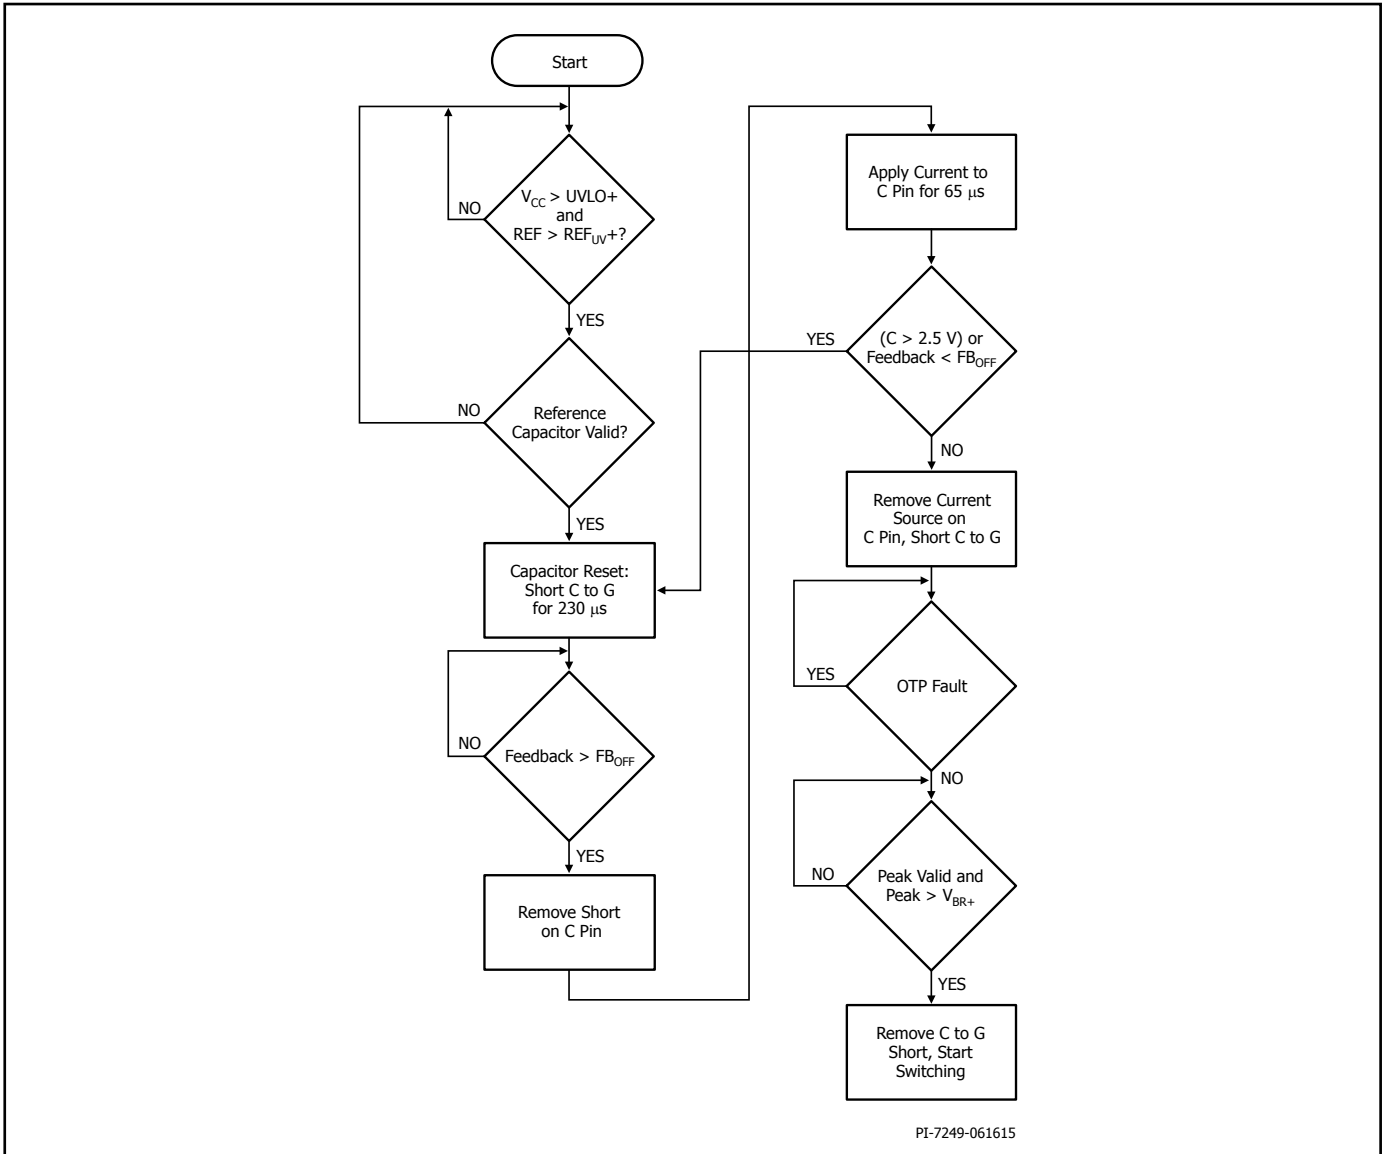 Start
V_CC > UVLO+
and
REF > REF_UV+?
NO
YES
Reference
Capacitor Valid?
NO
YES
Capacitor Reset:
Short C to G
for 230 μs
Feedback > FB_OFF
NO
YES
Remove Short
on C Pin
Apply Current to
C Pin for 65 μs
(C > 2.5 V) or
Feedback < FB_OFF
YES
NO
Remove Current
Source on
C Pin, Short C to G
OTP Fault
YES
NO
Peak Valid and
Peak > V_BR+
NO
YES
Remove C to G
Short, Start
Switching
PI-7249-061615